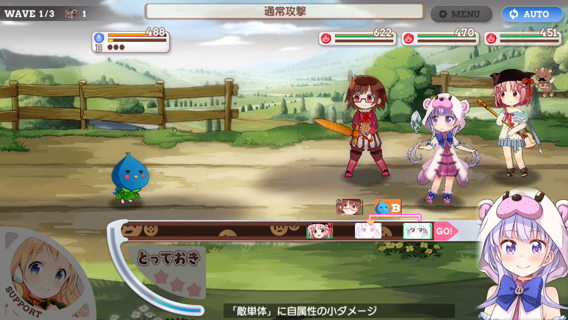 WAVE 1/3
1
通常攻撃
MENU
AUTO
488
B
622
470
451
B
GO!
とっておき
SUPPORT
「敵単体」に自属性の小ダメージ